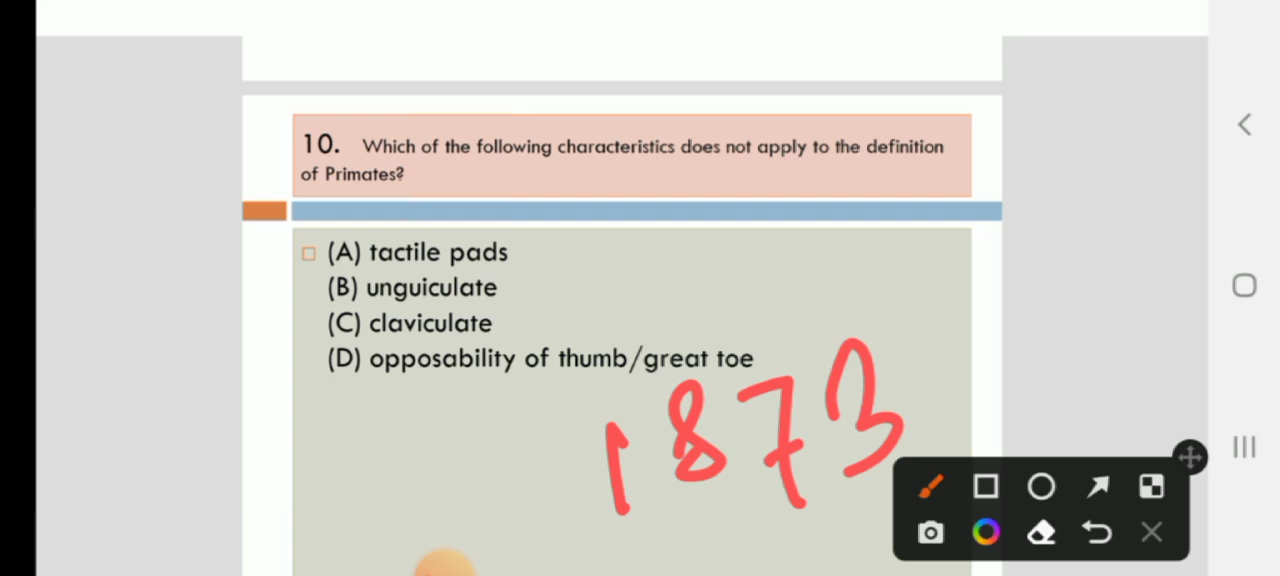 10. Which of the following characteristics does not apply to the definition
of Primates?
(A) tactile pads
(B) unguiculate
(C) claviculate
(D) opposability of thumb/great toe
1873